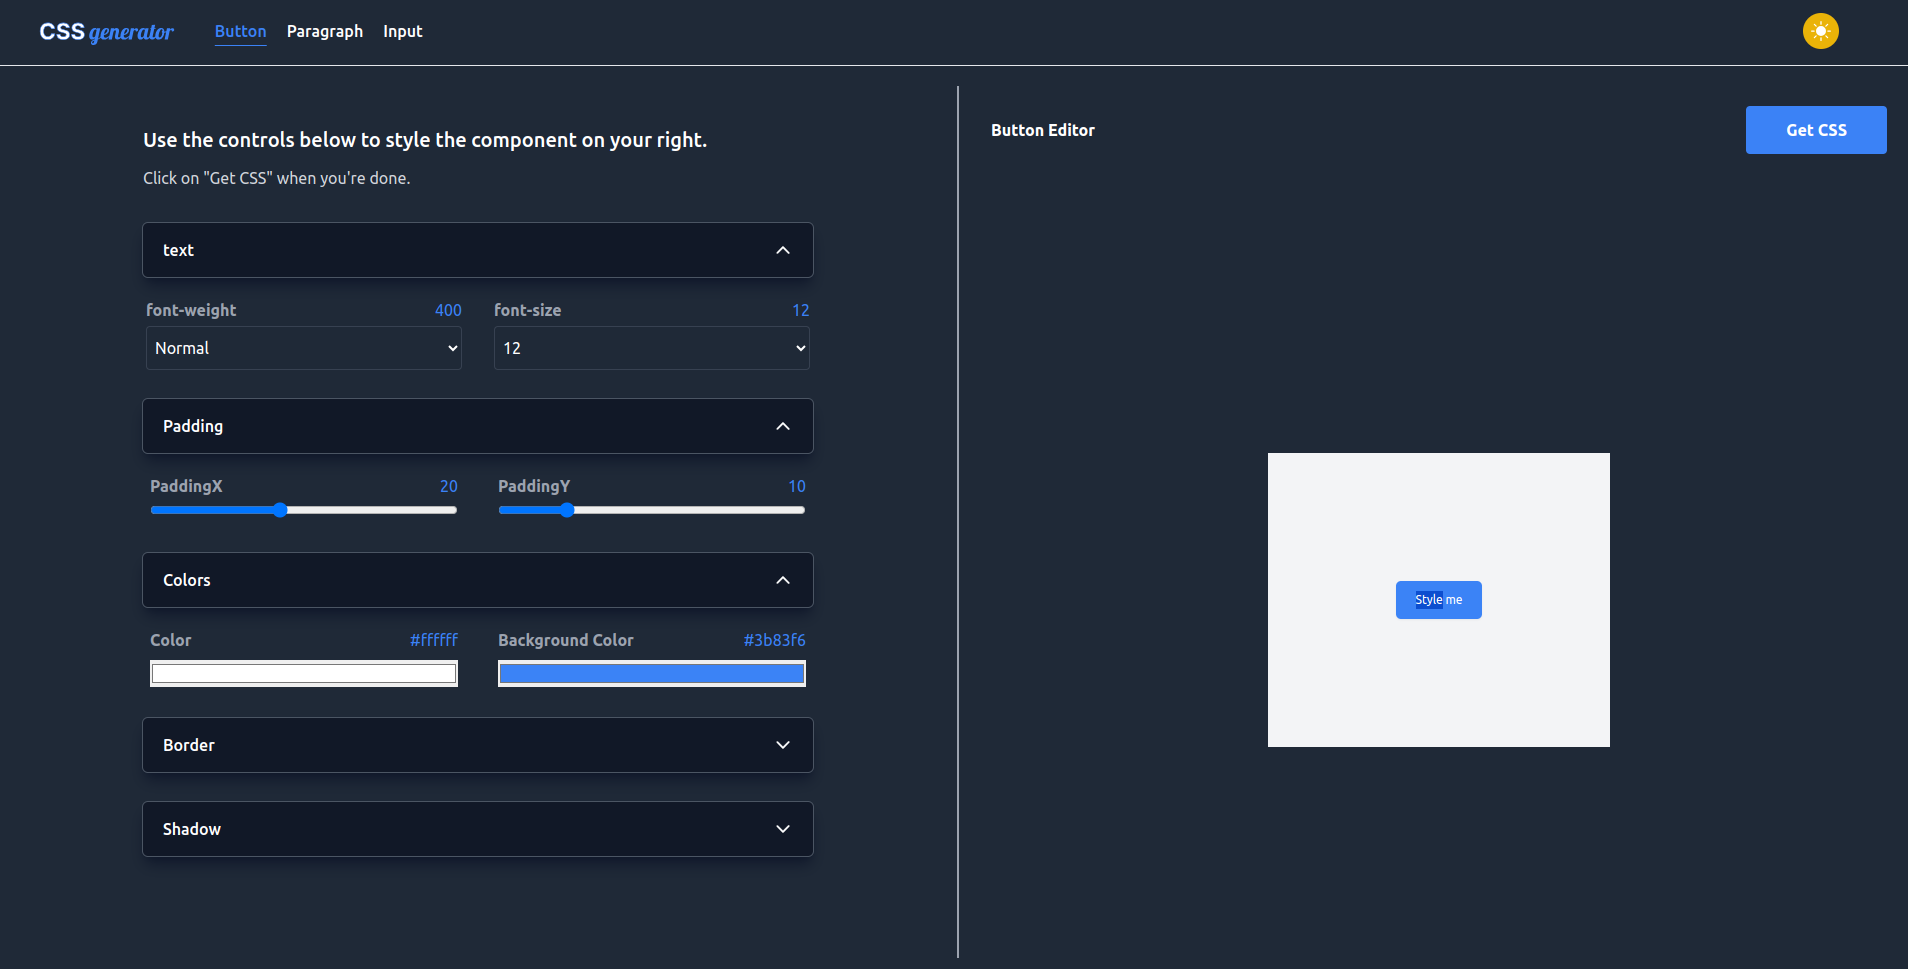 CSS generator Button Paragraph Input
Use the controls below to style the component on your right.
Click on "Get CSS" when you're done.
text
font-weight 400 font-size 12
Normal 12
Padding
PaddingX 20 PaddingY 10
Colors
Color #ffffff Background Color #3b83f6
Border
Shadow
Button Editor Get CSS
Style me